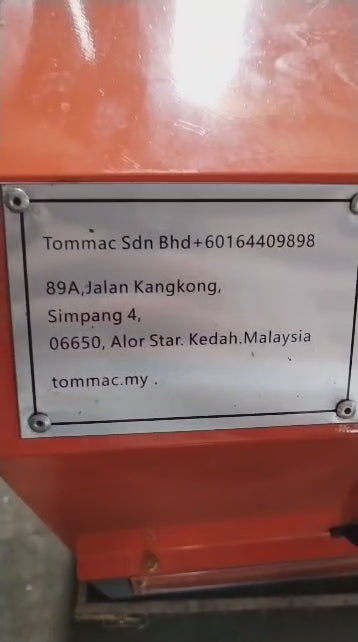 Tommac Sdn Bhd+60164409898
89A,Jalan Kangkong,
Simpang 4,
06650, Alor Star. Kedah.Malaysia
tommac.my .